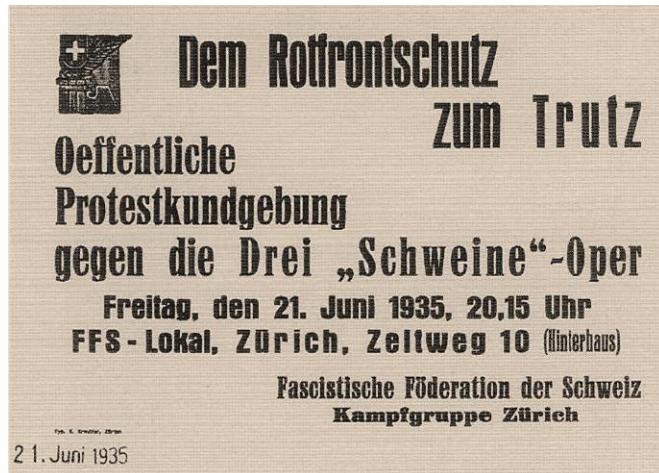 Dem Rotfrontschutz
zum Trutz
Oeffentliche
Protestkundgebung
gegen die Drei „Schweine“-Oper
Freitag, den 21. Juni 1935, 20,15 Uhr
FFS-Lokal, Zürich, Zeltweg 10 (Hinterhaus)
Fascistische Föderation der Schweiz
Kampfgruppe Zürich
21. Juni 1935